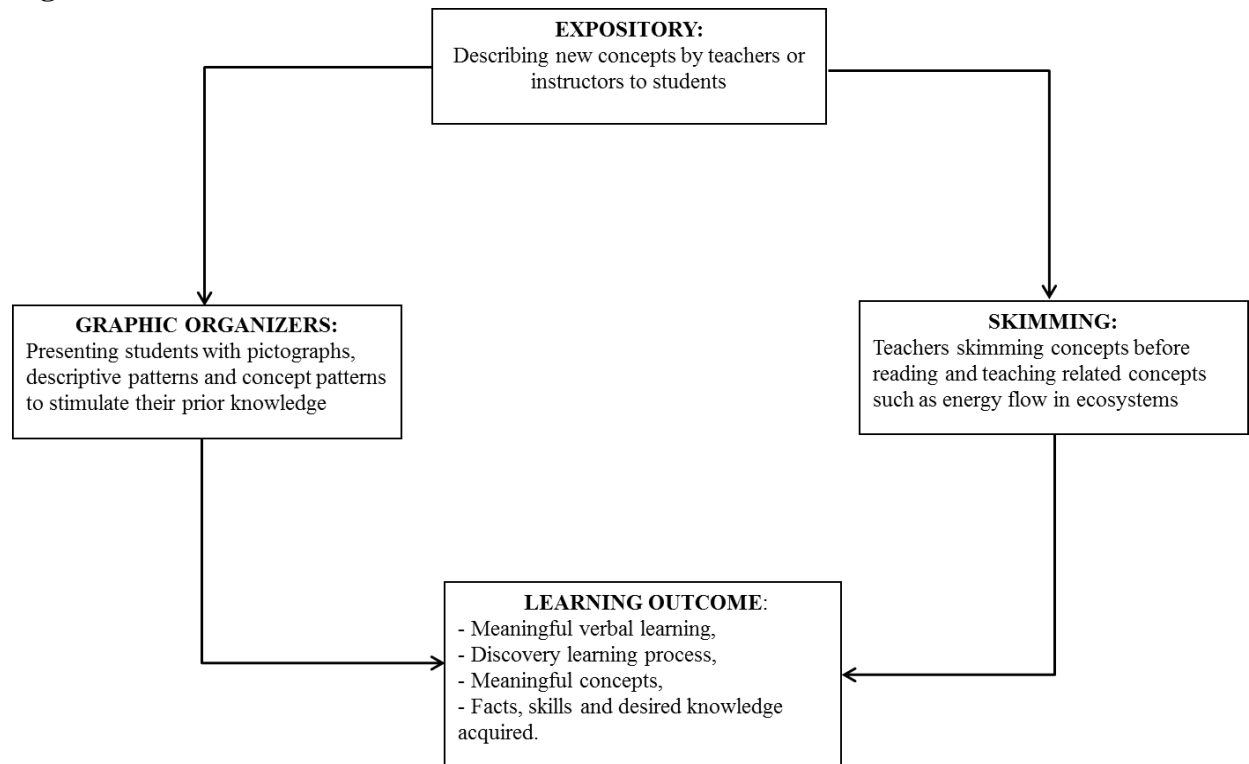 EXPOSITORY:
Describing new concepts by teachers or
instructors to students
GRAPHIC ORGANIZERS:
Presenting students with pictographs,
descriptive patterns and concept patterns
to stimulate their prior knowledge
SKIMMING:
Teachers skimming concepts before
reading and teaching related concepts
such as energy flow in ecosystems
LEARNING OUTCOME:
- Meaningful verbal learning,
- Discovery learning process,
- Meaningful concepts,
- Facts, skills and desired knowledge
acquired.